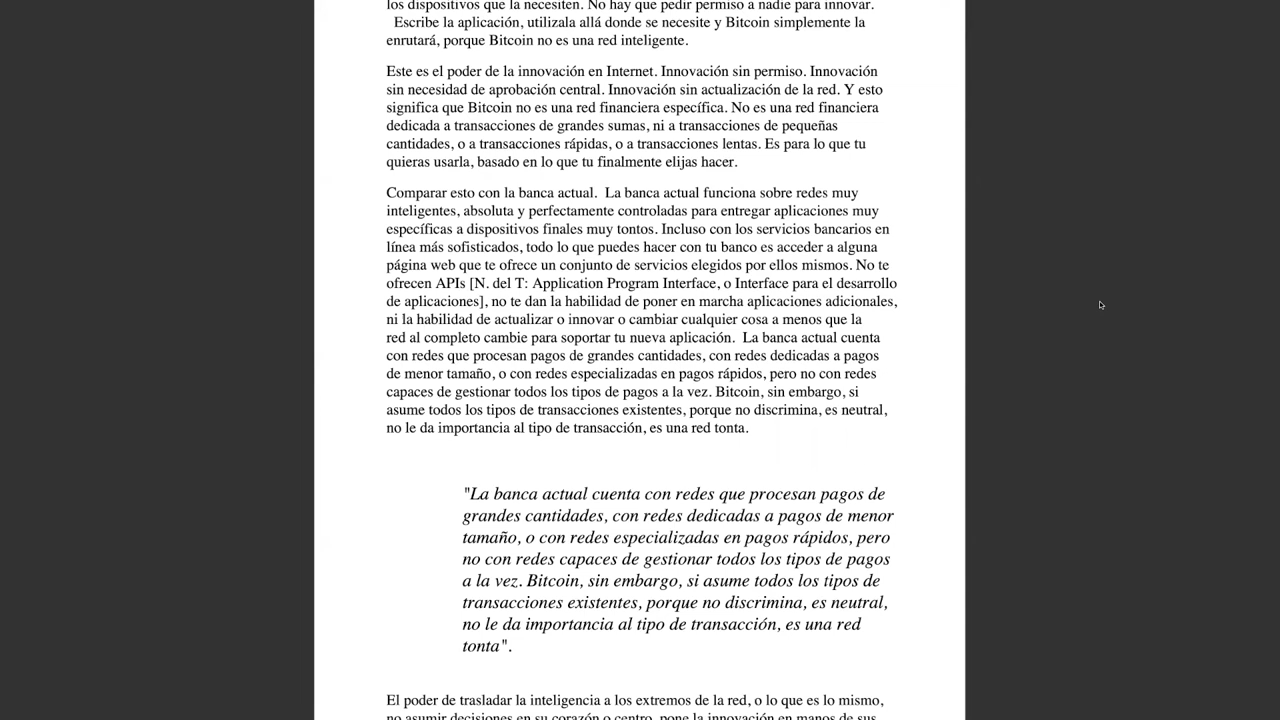 los dispositivos que la necesiten. No hay que pedir permiso a nadie para innovar.
Escribe la aplicación, utilizala allá donde se necesite y Bitcoin simplemente la
enrutará, porque Bitcoin no es una red inteligente.
Este es el poder de la innovación en Internet. Innovación sin permiso. Innovación
sin necesidad de aprobación central. Innovación sin actualización de la red. Y esto
significa que Bitcoin no es una red financiera específica. No es una red financiera
dedicada a transacciones de grandes sumas, ni a transacciones de pequeñas
cantidades, o a transacciones rápidas, o a transacciones lentas. Es para lo que tu
quieras usarla, basado en lo que tu finalmente elijas hacer.
Comparar esto con la banca actual.  La banca actual funciona sobre redes muy
inteligentes, absoluta y perfectamente controladas para entregar aplicaciones muy
específicas a dispositivos finales muy tontos. Incluso con los servicios bancarios en
línea más sofisticados, todo lo que puedes hacer con tu banco es acceder a alguna
página web que te ofrece un conjunto de servicios elegidos por ellos mismos. No te
ofrecen APIs [N. del T: Application Program Interface, o Interface para el desarrollo
de aplicaciones], no te dan la habilidad de poner en marcha aplicaciones adicionales,
ni la habilidad de actualizar o innovar o cambiar cualquier cosa a menos que la
red al completo cambie para soportar tu nueva aplicación.  La banca actual cuenta
con redes que procesan pagos de grandes cantidades, con redes dedicadas a pagos
de menor tamaño, o con redes especializadas en pagos rápidos, pero no con redes
capaces de gestionar todos los tipos de pagos a la vez. Bitcoin, sin embargo, si
asume todos los tipos de transacciones existentes, porque no discrimina, es neutral,
no le da importancia al tipo de transacción, es una red tonta.
"La banca actual cuenta con redes que procesan pagos de
grandes cantidades, con redes dedicadas a pagos de menor
tamaño, o con redes especializadas en pagos rápidos, pero
no con redes capaces de gestionar todos los tipos de pagos
a la vez. Bitcoin, sin embargo, si asume todos los tipos de
transacciones existentes, porque no discrimina, es neutral,
no le da importancia al tipo de transacción, es una red
tonta".
El poder de trasladar la inteligencia a los extremos de la red, o lo que es lo mismo,
no asumir decisiones en su corazón o centro, pone la innovación en manos de sus